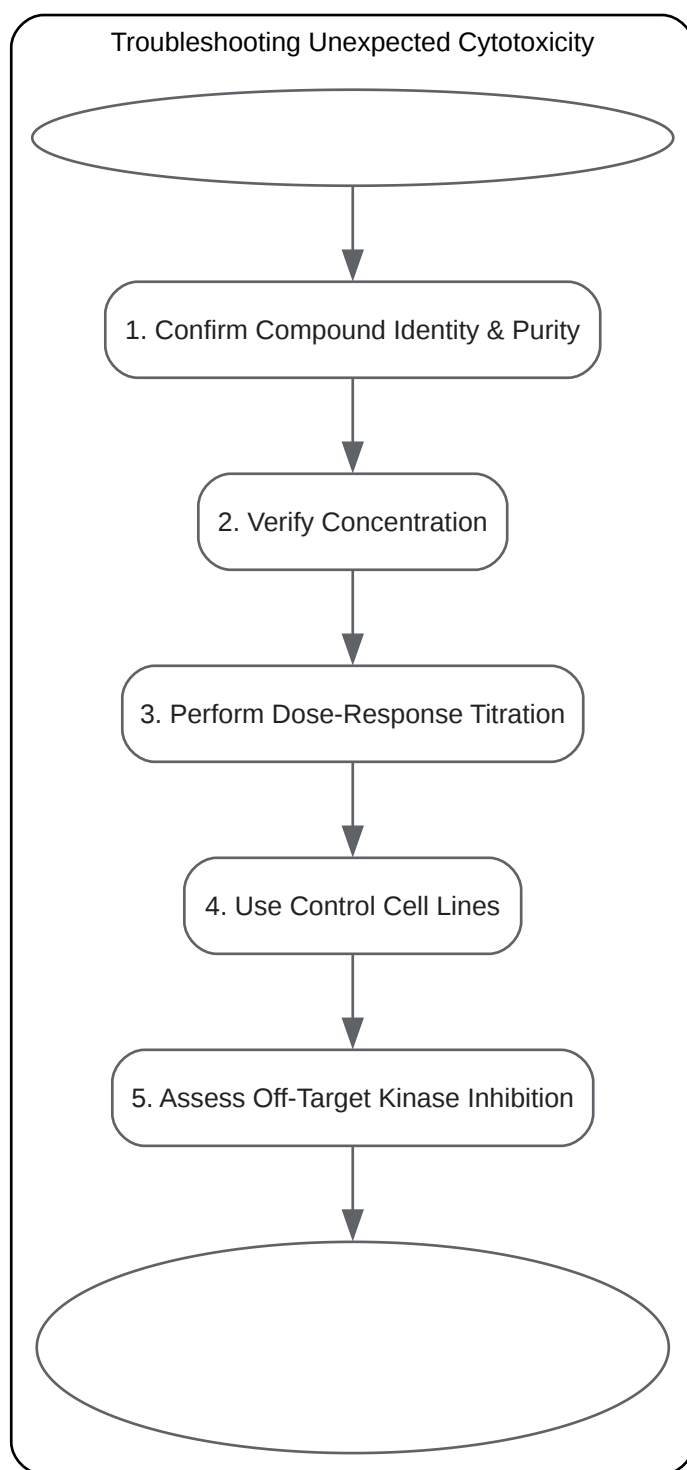 Troubleshooting Unexpected Cytotoxicity
1. Confirm Compound Identity & Purity
2. Verify Concentration
3. Perform Dose-Response Titration
4. Use Control Cell Lines
5. Assess Off-Target Kinase Inhibition